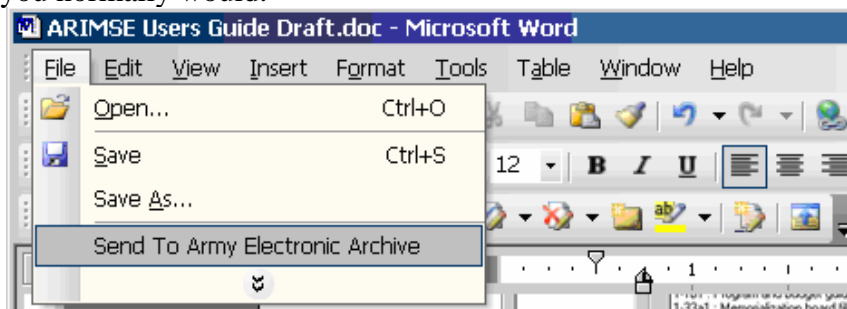 you normally would.
ARIMSE Users Guide Draft.doc - Microsoft Word
File Edit View Insert Format Tools Table Window Help
Open... Ctrl+O
Save Ctrl+S
12 B I U
Save As...
Send To Army Electronic Archive
1